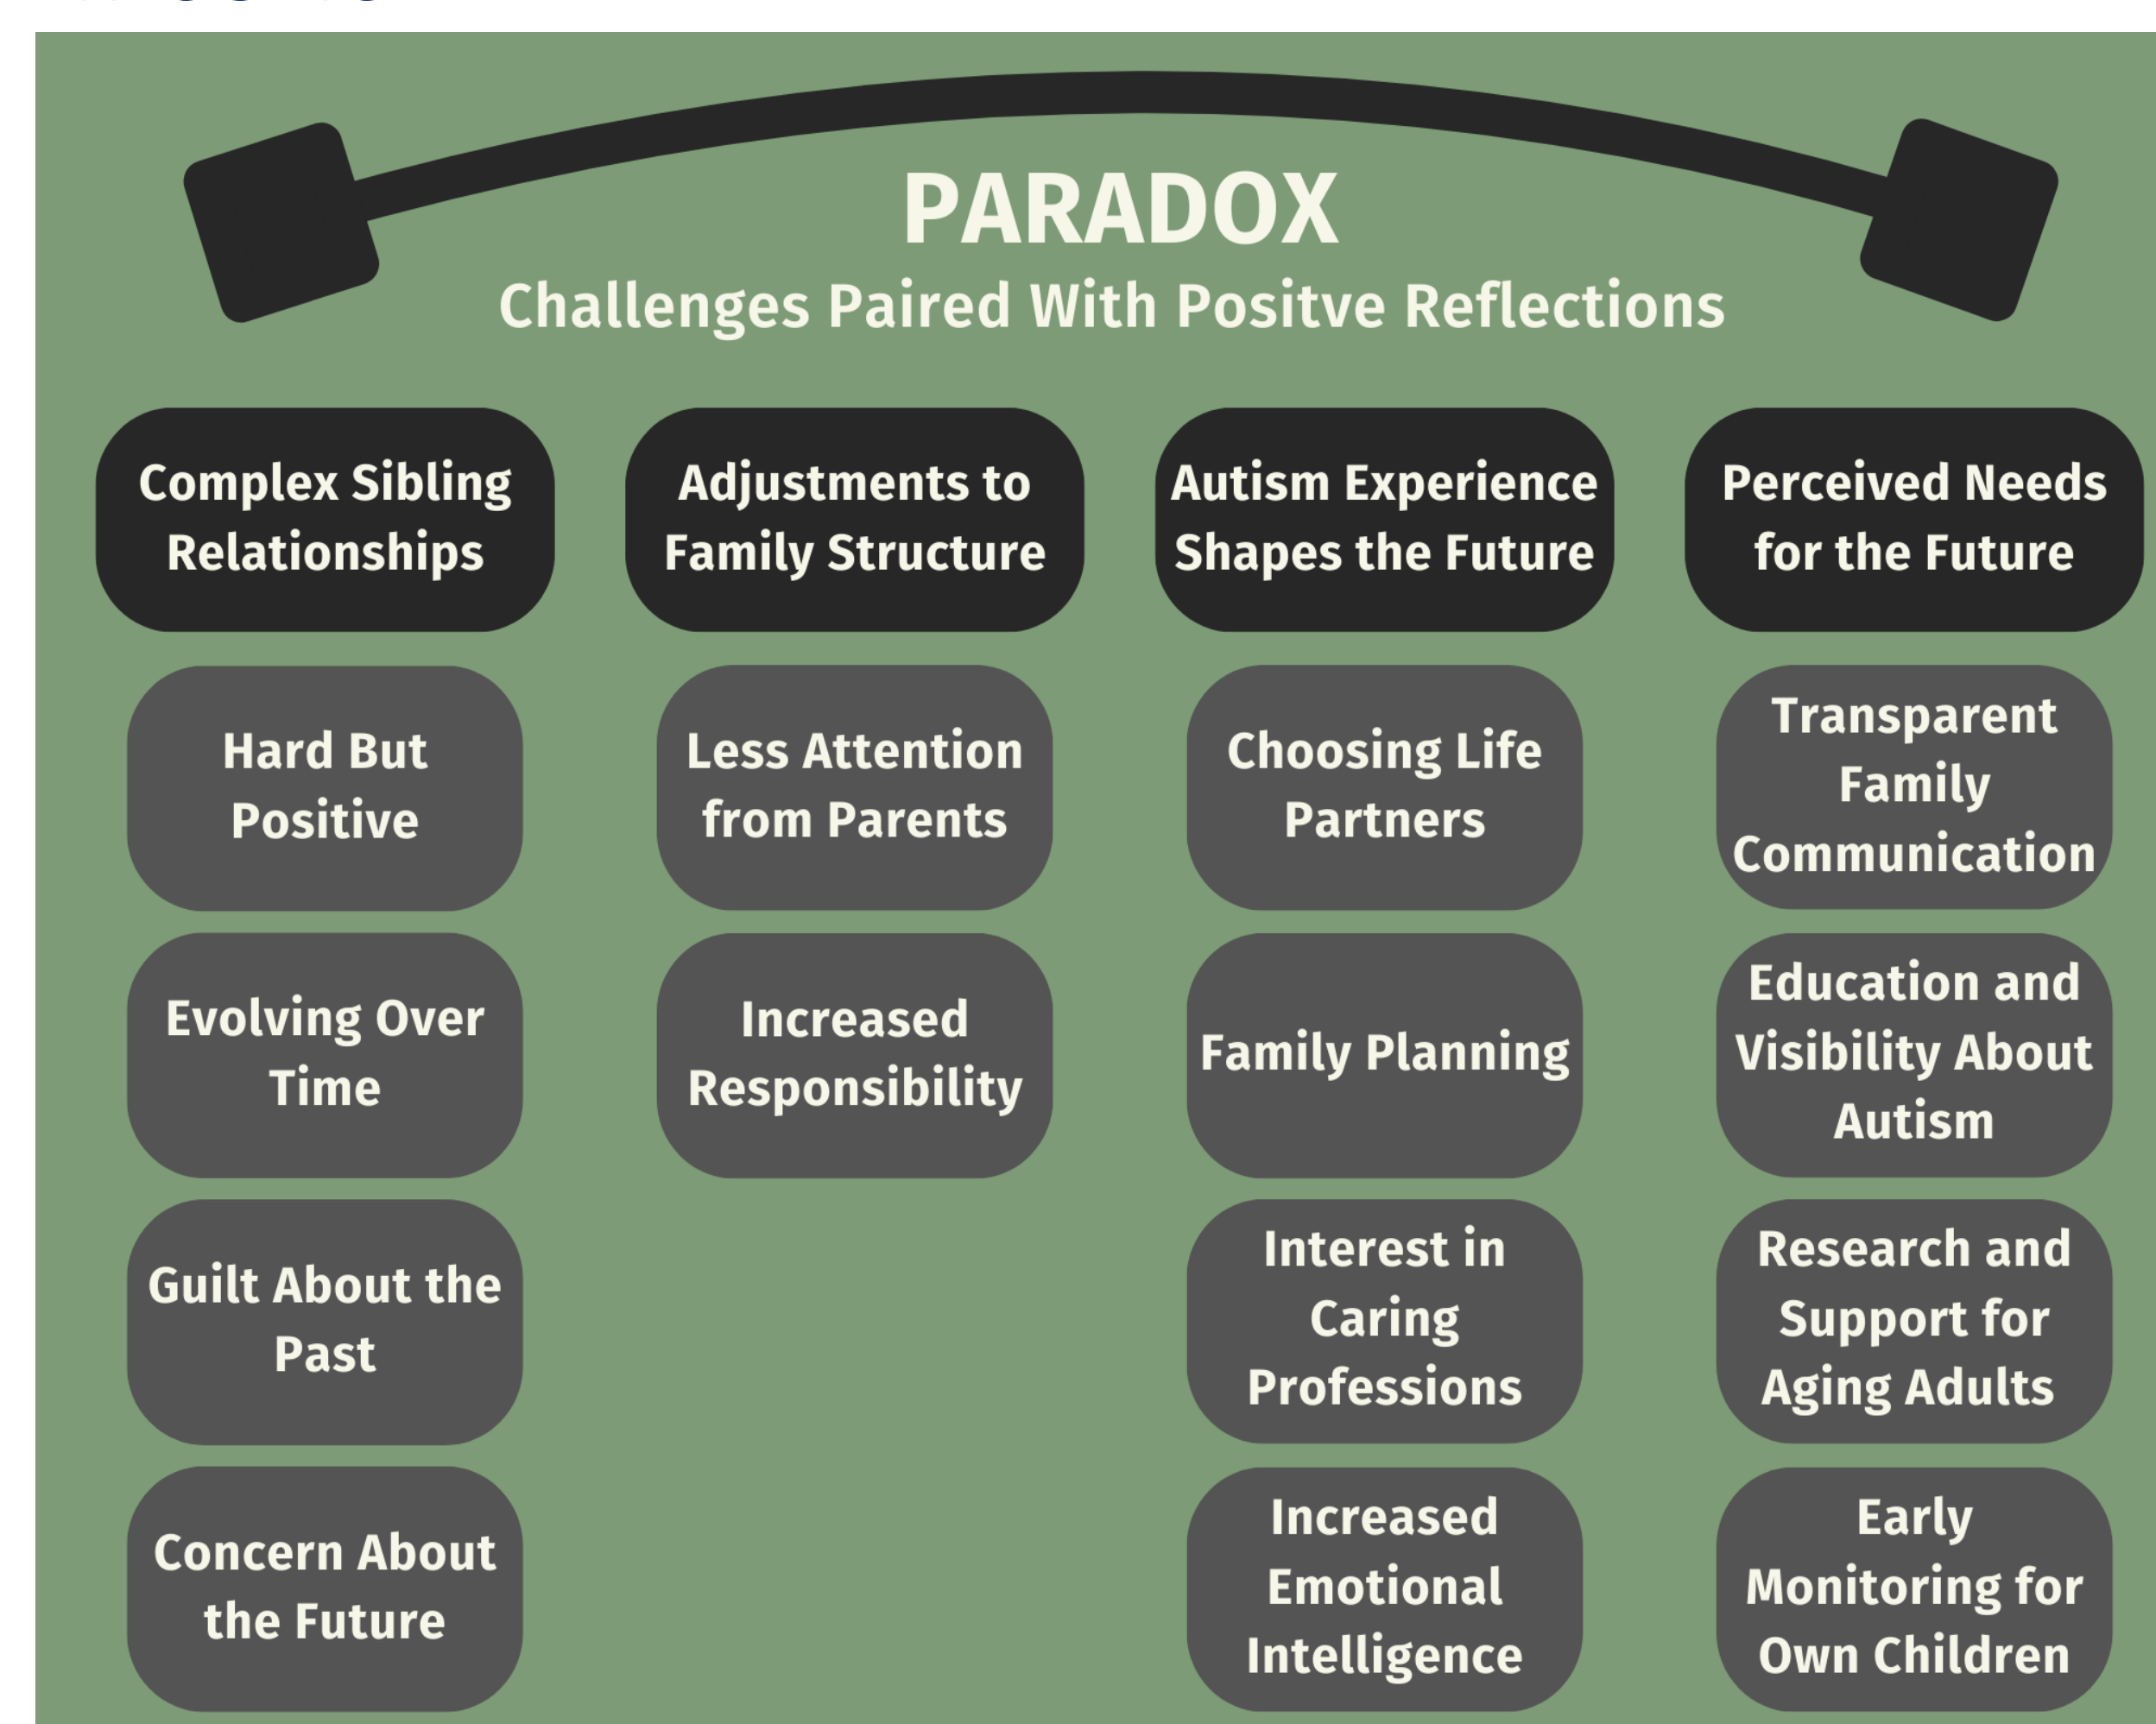 PARADOX
Challenges Paired With Positve Reflections
Complex Sibling
Relationships
Hard But
Positive
Evolving Over
Time
Guilt About the
Past
Concern About
the Future
Adjustments to
Family Structure
Less Attention
from Parents
Increased
Responsibility
Autism Experience
Shapes the Future
Choosing Life
Partners
Family Planning
Interest in
Caring
Professions
Increased
Emotional
Intelligence
Perceived Needs
for the Future
Transparent
Family
Communication
Education and
Visibility About
Autism
Research and
Support for
Aging Adults
Early
Monitoring for
Own Children